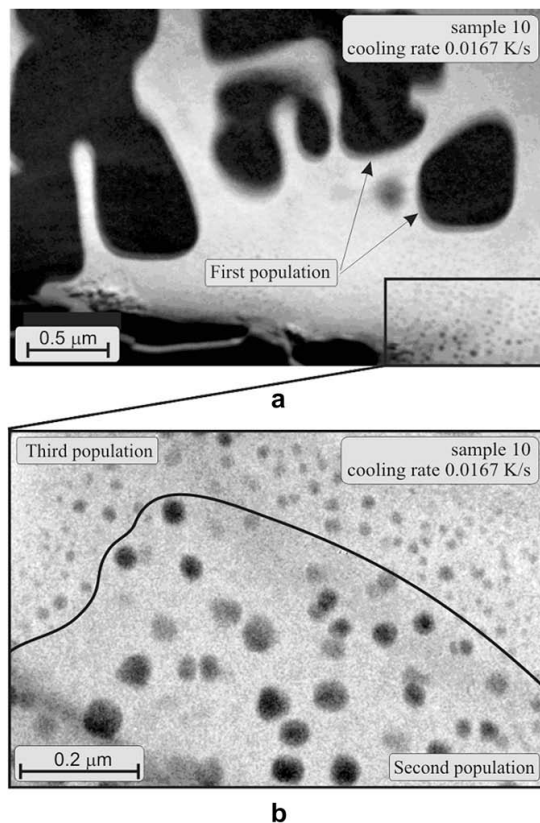 sample 10
cooling rate 0.0167 K/s
First population
0.5 μm
a
Third population
sample 10
cooling rate 0.0167 K/s
0.2 μm
Second population
b